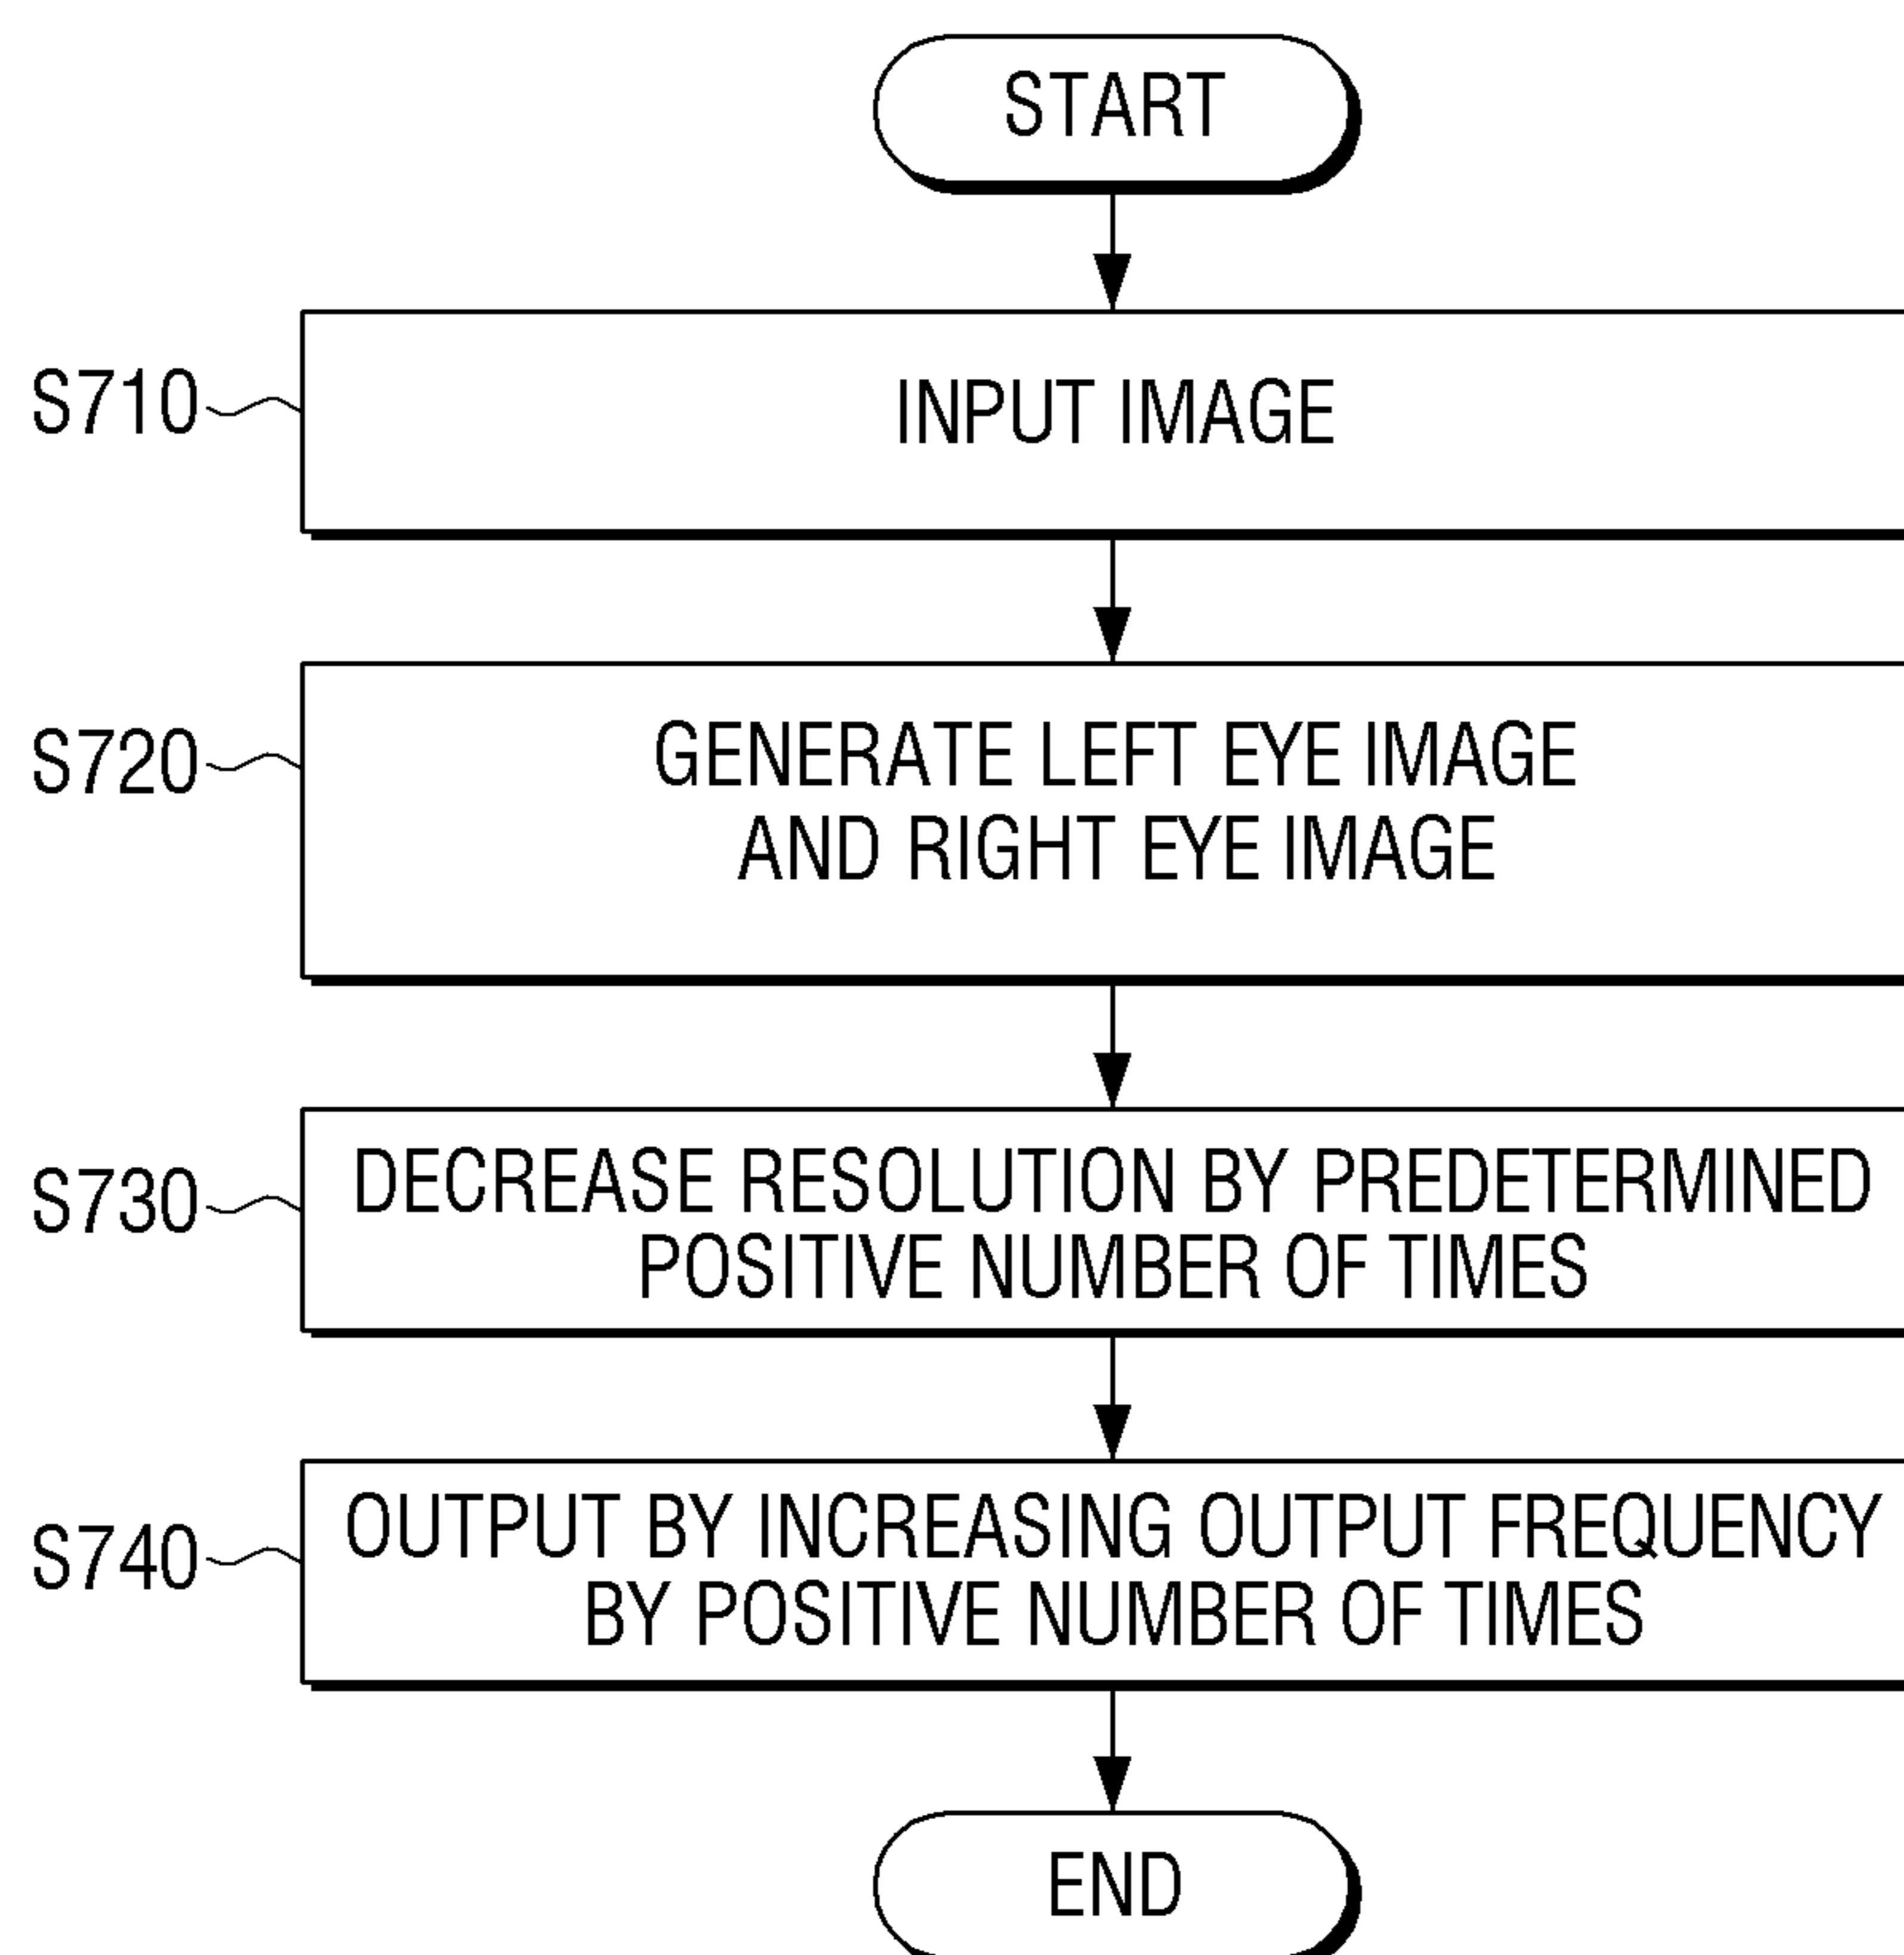 START
S710
INPUT IMAGE
S720
GENERATE LEFT EYE IMAGE
AND RIGHT EYE IMAGE
S730
DECREASE RESOLUTION BY PREDETERMINED
POSITIVE NUMBER OF TIMES
S740
OUTPUT BY INCREASING OUTPUT FREQUENCY
BY POSITIVE NUMBER OF TIMES
END